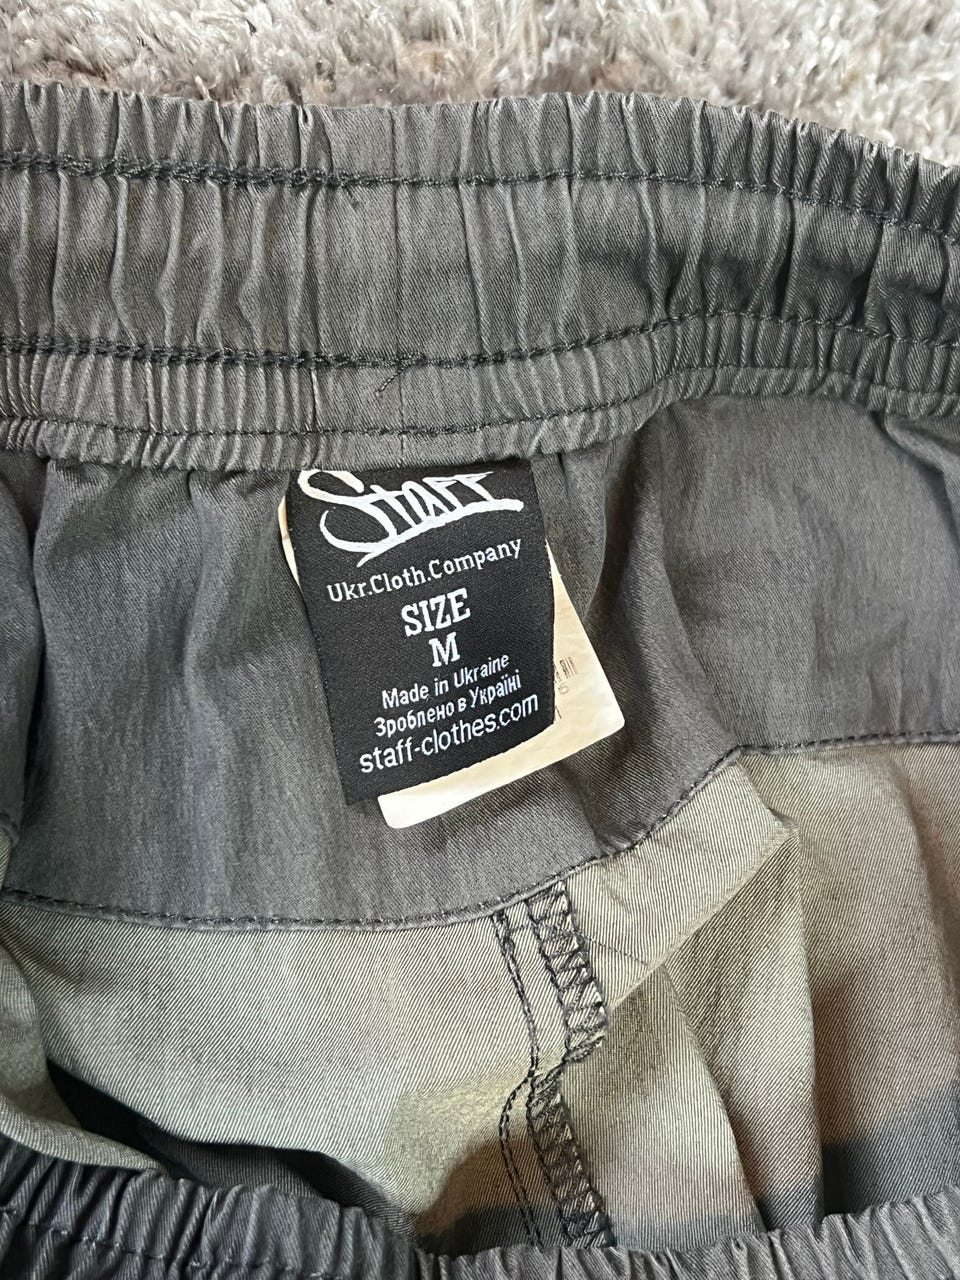 Staff
Ukr.Cloth.Company
SIZE
M
Made in Ukraine
Зроблено в Україні
staff-clothes.com